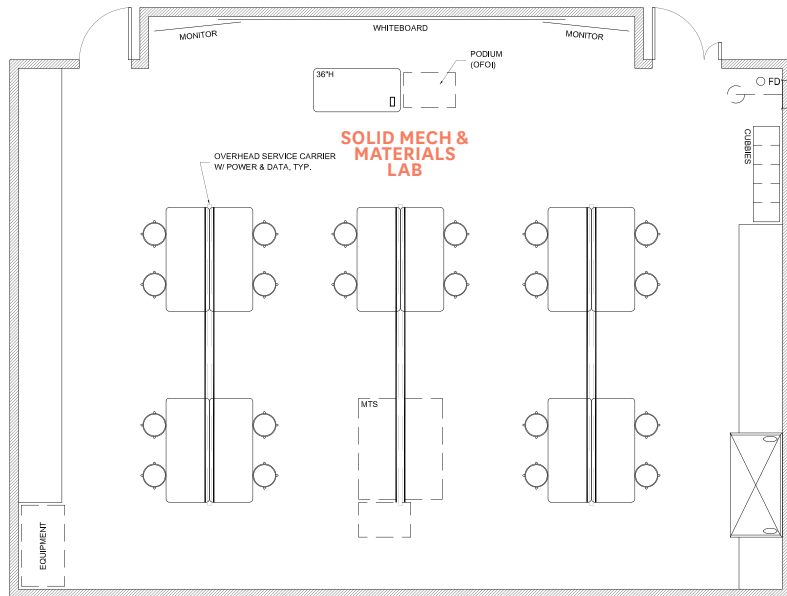 WHITEBOARD
MONITOR
MONITOR
PODIUM
(OFOI)
36"H
FD
SOLID MECH &
MATERIALS
LAB
CUBBIES
OVERHEAD SERVICE CARRIER
W/ POWER & DATA, TYP.
MTS
EQUIPMENT